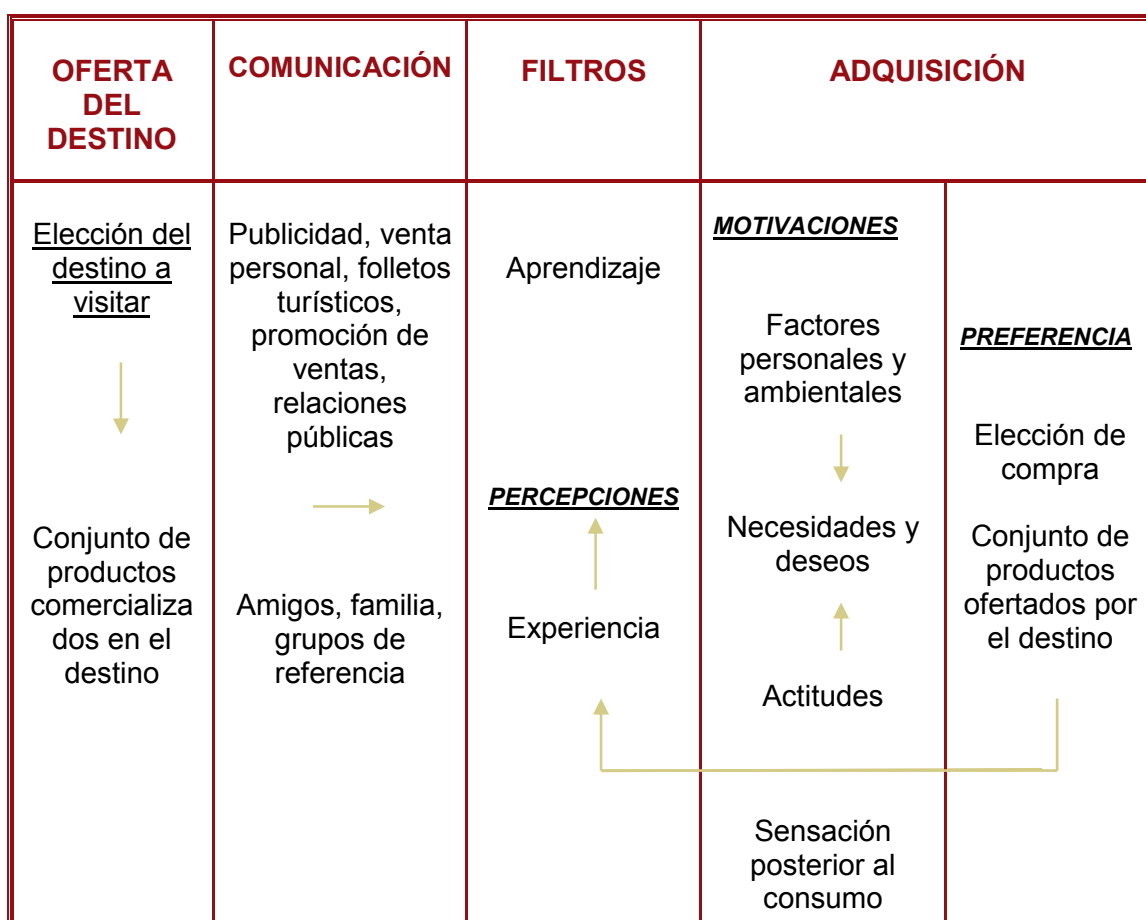 OFERTA
DEL
DESTINO
COMUNICACIÓN
FILTROS
ADQUISICIÓN
Elección del
destino a
visitar
Conjunto de
productos
comercializa
dos en el
destino
Publicidad, venta
personal, folletos
turísticos,
promoción de
ventas,
relaciones
públicas
Amigos, familia,
grupos de
referencia
Aprendizaje
PERCEPCIONES
Experiencia
MOTIVACIONES
Factores
personales y
ambientales
Necesidades y
deseos
Actitudes
Sensación
posterior al
consumo
PREFERENCIA
Elección de
compra
Conjunto de
productos
ofertados por
el destino